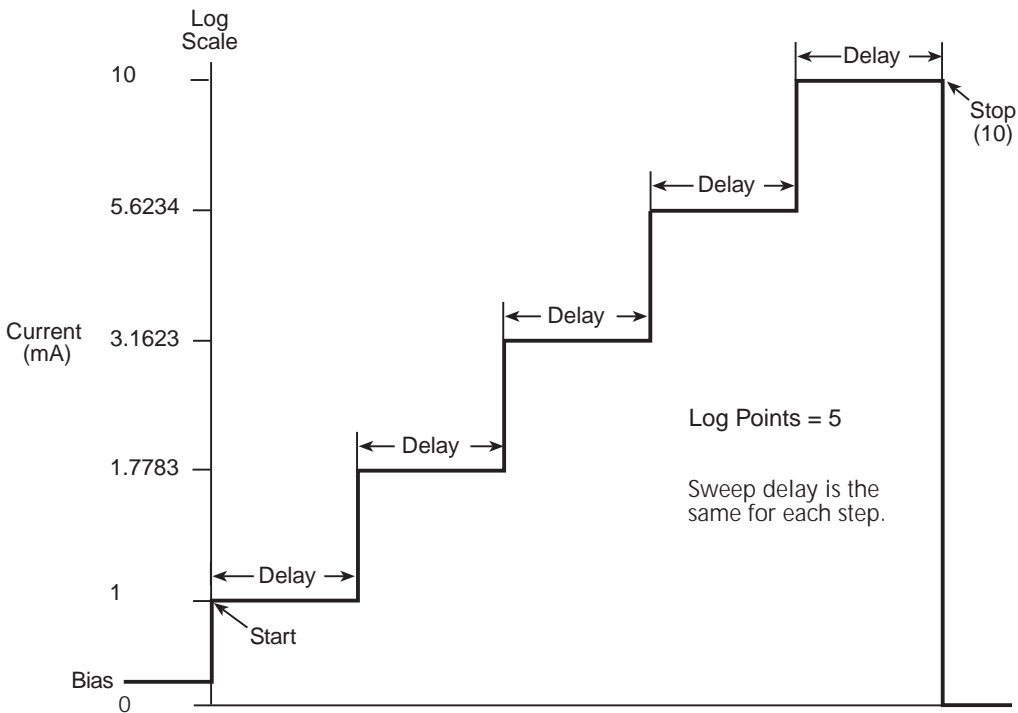 Log
Scale
10
Delay
Stop
(10)
5.6234
Delay
Current
(mA)
3.1623
Delay
Log Points = 5
1.7783
Delay
Sweep delay is the
same for each step.
1
Delay
Start
Bias
0